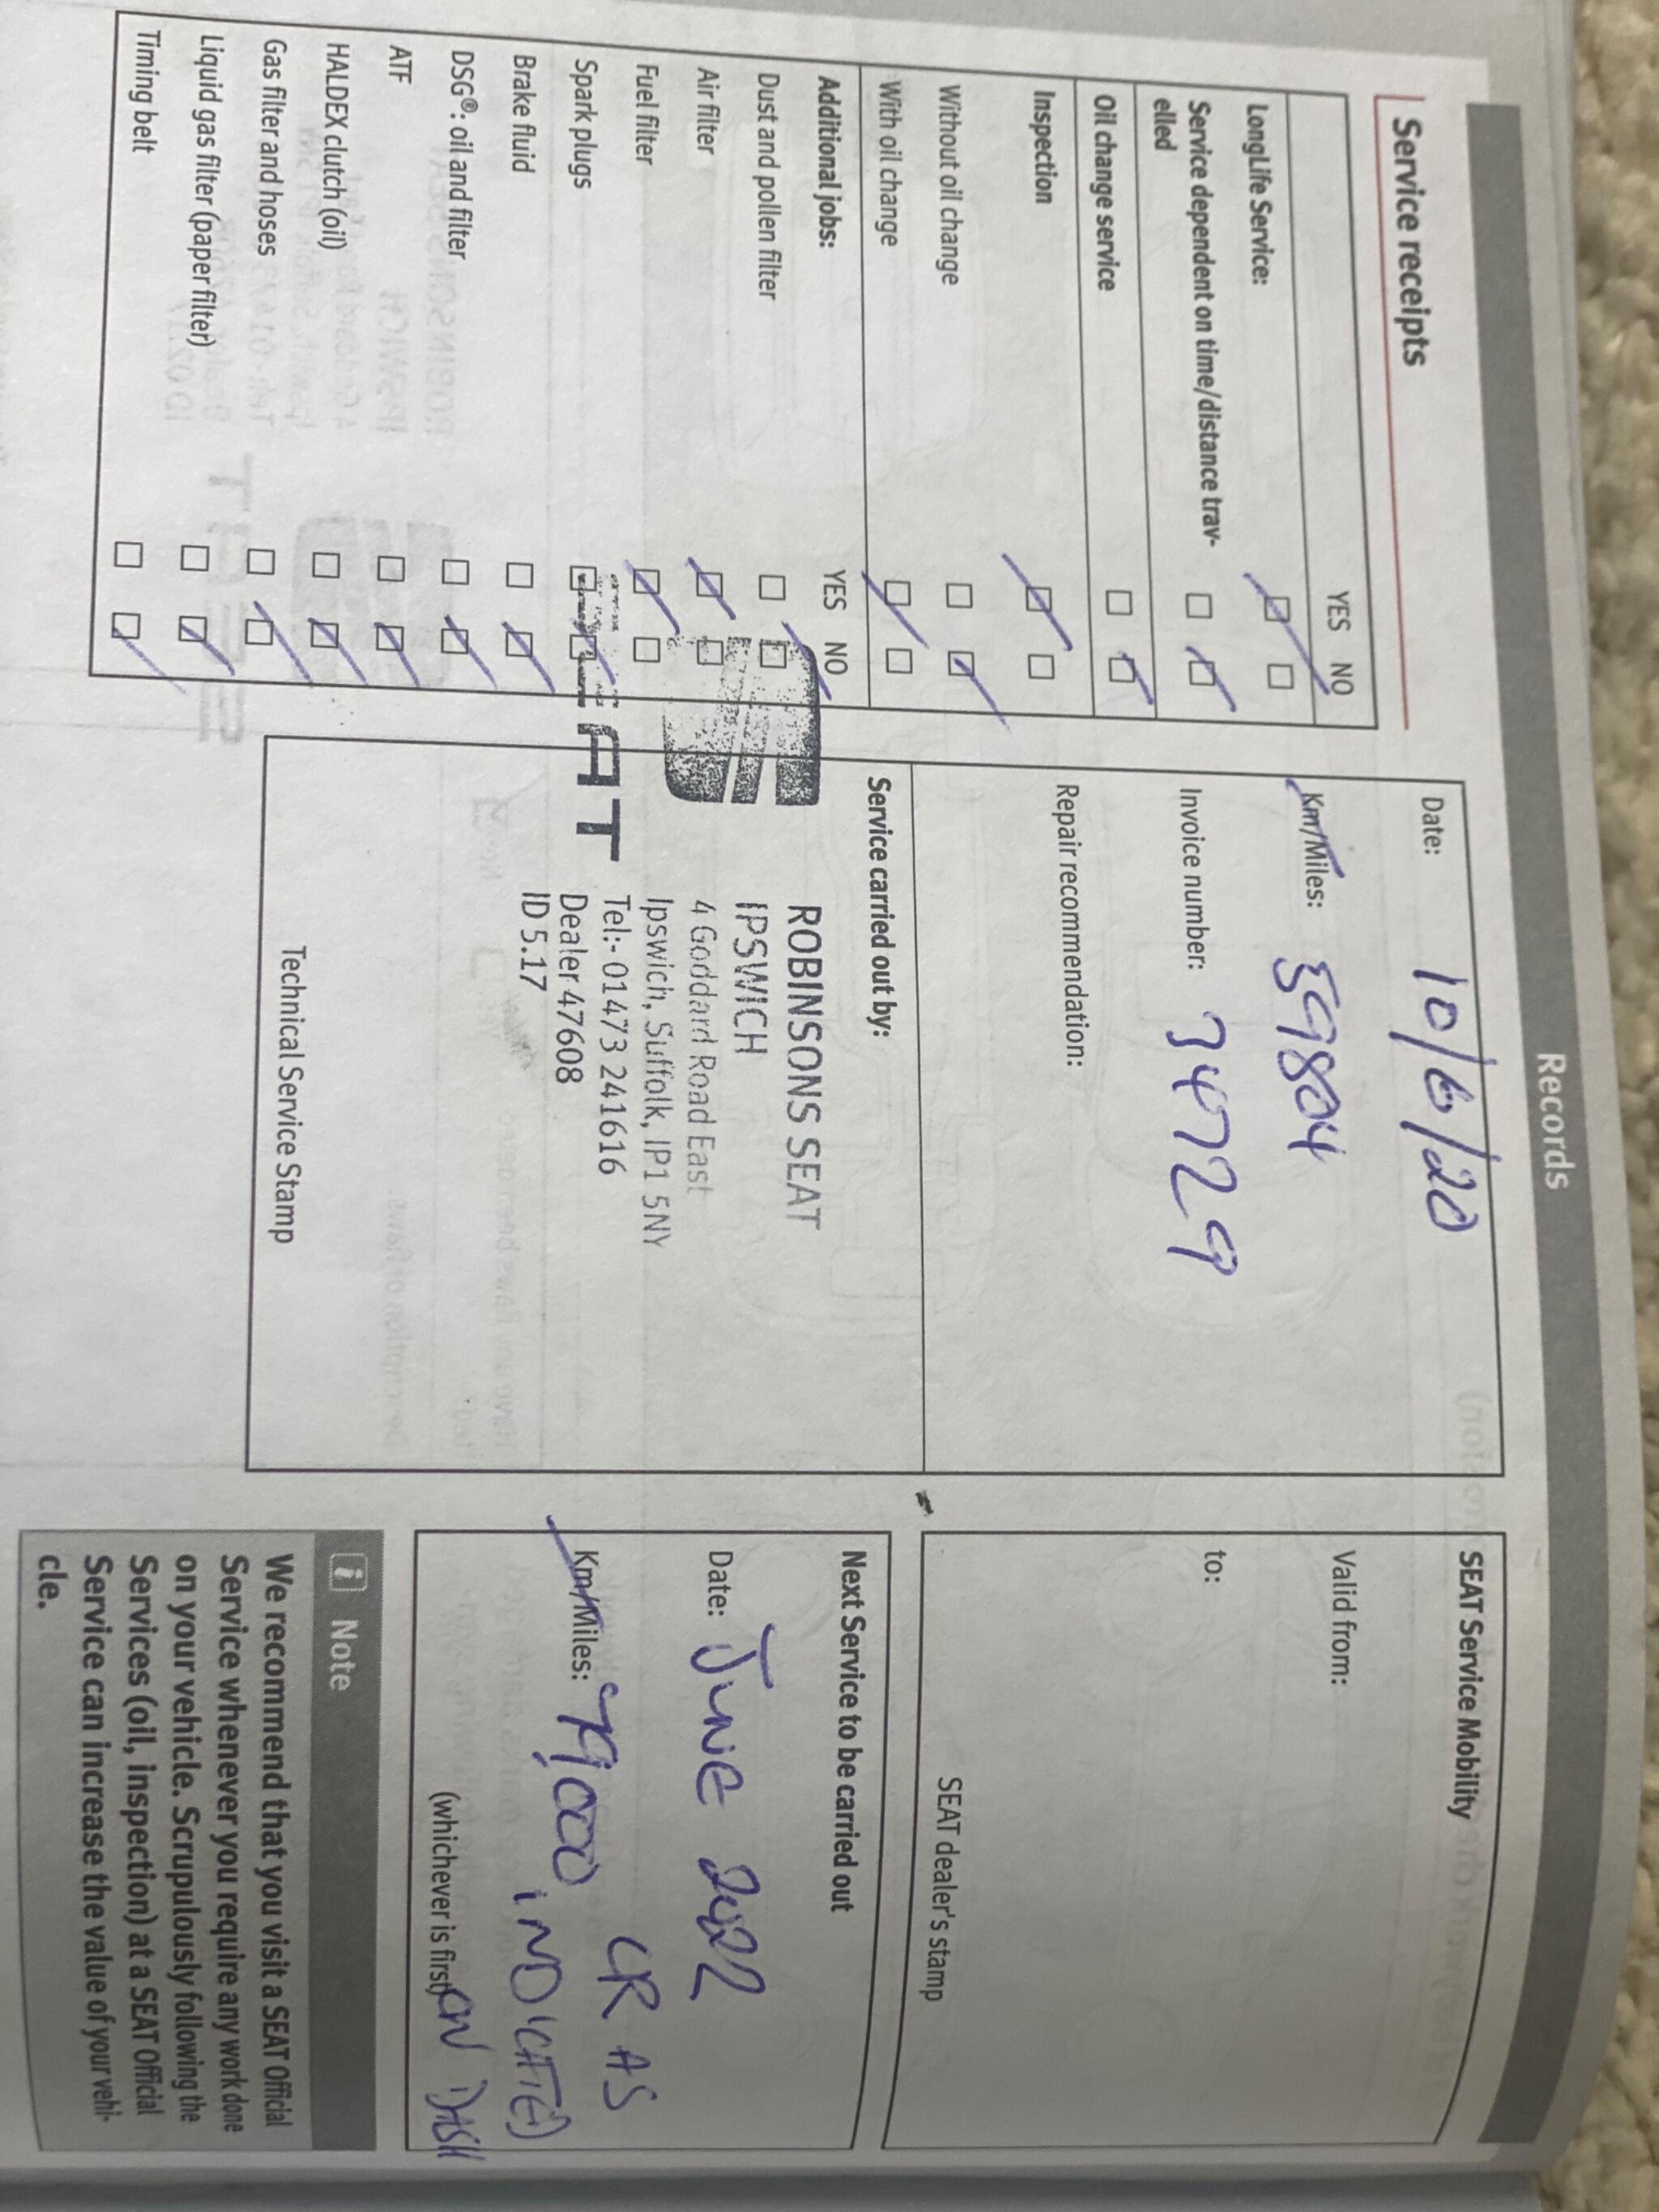 Records
Service receipts
YES NO
LongLife Service:
Service dependent on time/distance trav-
elled
Oil change service
Inspection
Without oil change
With oil change
Additional jobs: YES NO
Dust and pollen filter
Air filter
Fuel filter
Spark plugs
Brake fluid
DSG®: oil and filter
ATF
HALDEX clutch (oil)
Gas filter and hoses
Liquid gas filter (paper filter)
Timing belt
Date: 10/6/20
Km/Miles: 59804
Invoice number: 34729
Repair recommendation:
Service carried out by:
SEAT
ROBINSONS SEAT
IPSWICH
4 Goddard Road East
Ipswich, Suffolk, IP1 5NY
Tel:- 01473 241616
Dealer 47608
ID 5.17
Technical Service Stamp
SEAT Service Mobility
Valid from:
to:
SEAT dealer's stamp
Next Service to be carried out
Date: June 2022
Km/Miles: 79,000 OR AS
INDICATED
(whichever is first) ON DASH
i Note
We recommend that you visit a SEAT Official
Service whenever you require any work done
on your vehicle. Scrupulously following the
Services (oil, inspection) at a SEAT Official
Service can increase the value of your vehi-
cle.